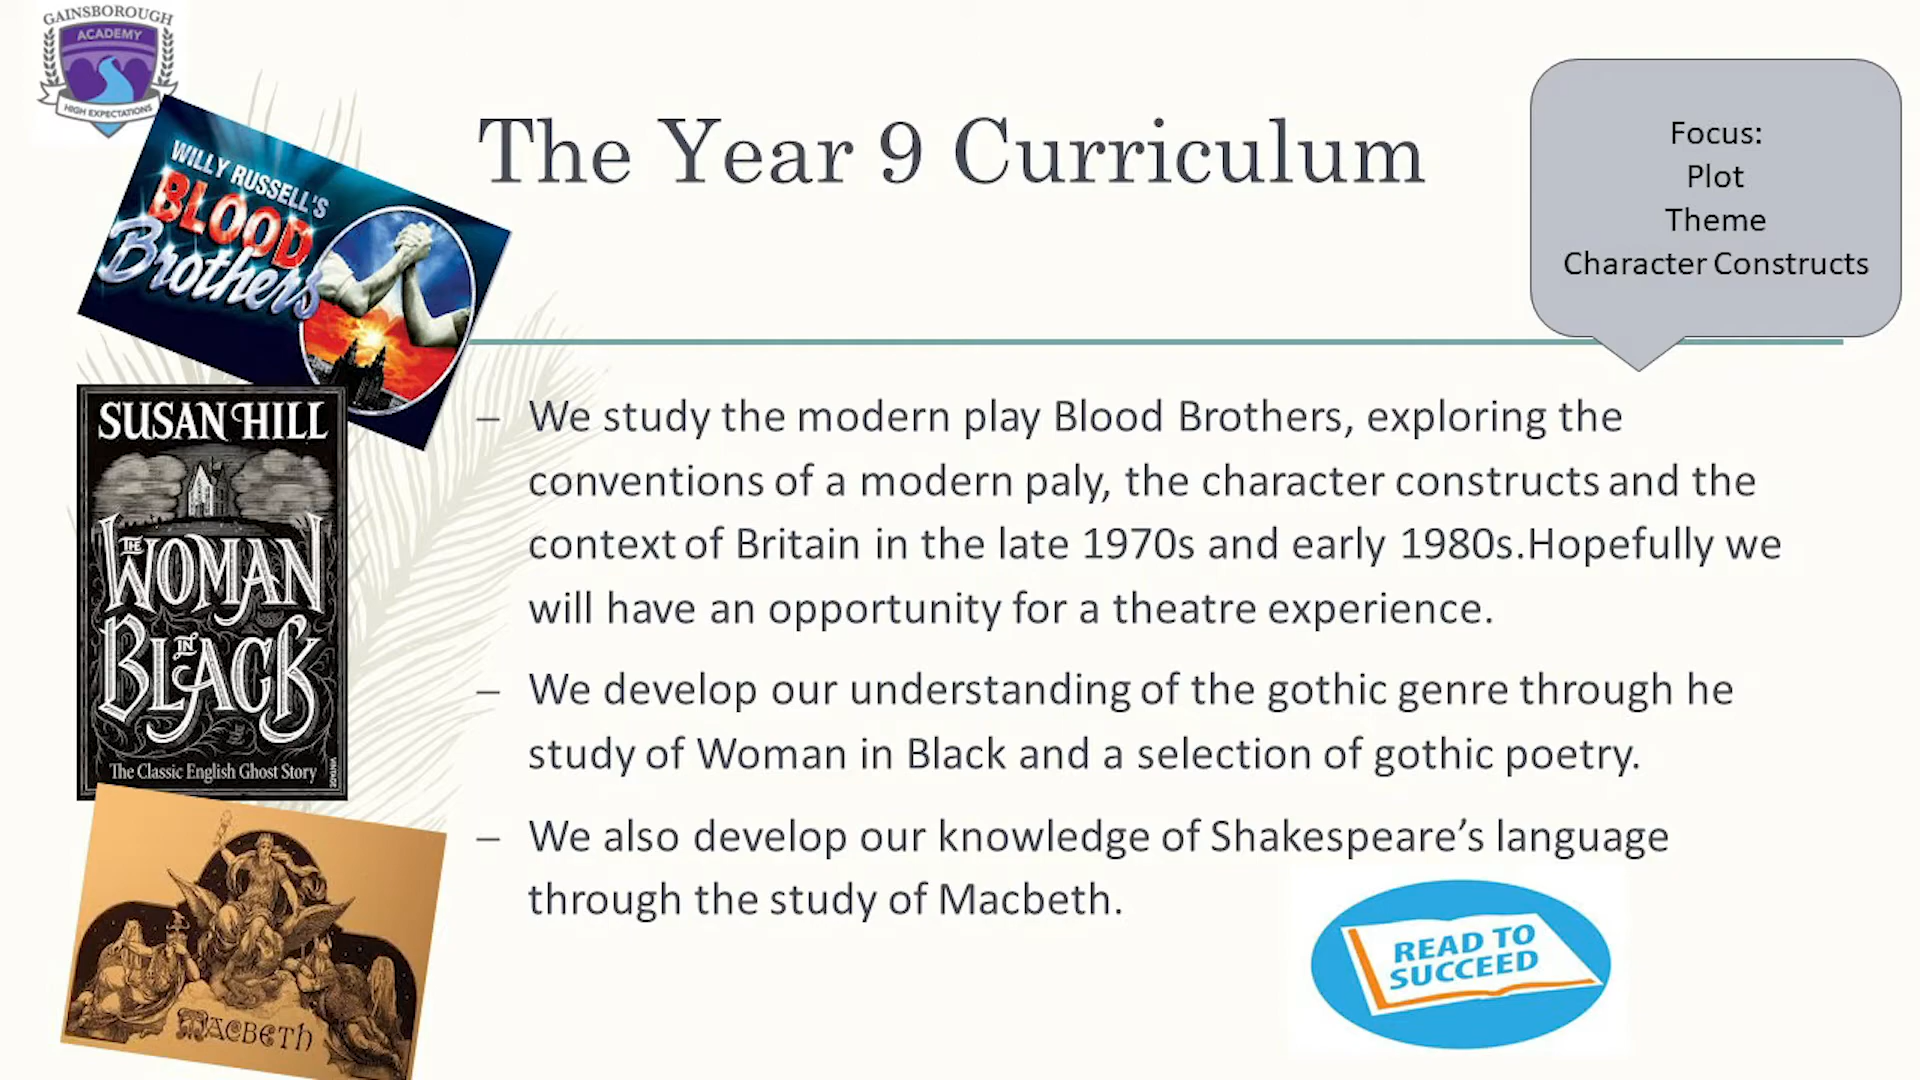 GAINSBOROUGH
ACADEMY
HIGH EXPECTATIONS
The Year 9 Curriculum
Focus:
Plot
Theme
Character Constructs
WILLY RUSSELL'S
BLOOD
Brothers
SUSAN HILL
THE
WOMAN
IN
BLACK
The Classic English Ghost Story
VINTAGE
MACBETH
– We study the modern play Blood Brothers, exploring the
conventions of a modern paly, the character constructs and the
context of Britain in the late 1970s and early 1980s.Hopefully we
will have an opportunity for a theatre experience.
– We develop our understanding of the gothic genre through he
study of Woman in Black and a selection of gothic poetry.
– We also develop our knowledge of Shakespeare’s language
through the study of Macbeth.
READ TO
SUCCEED